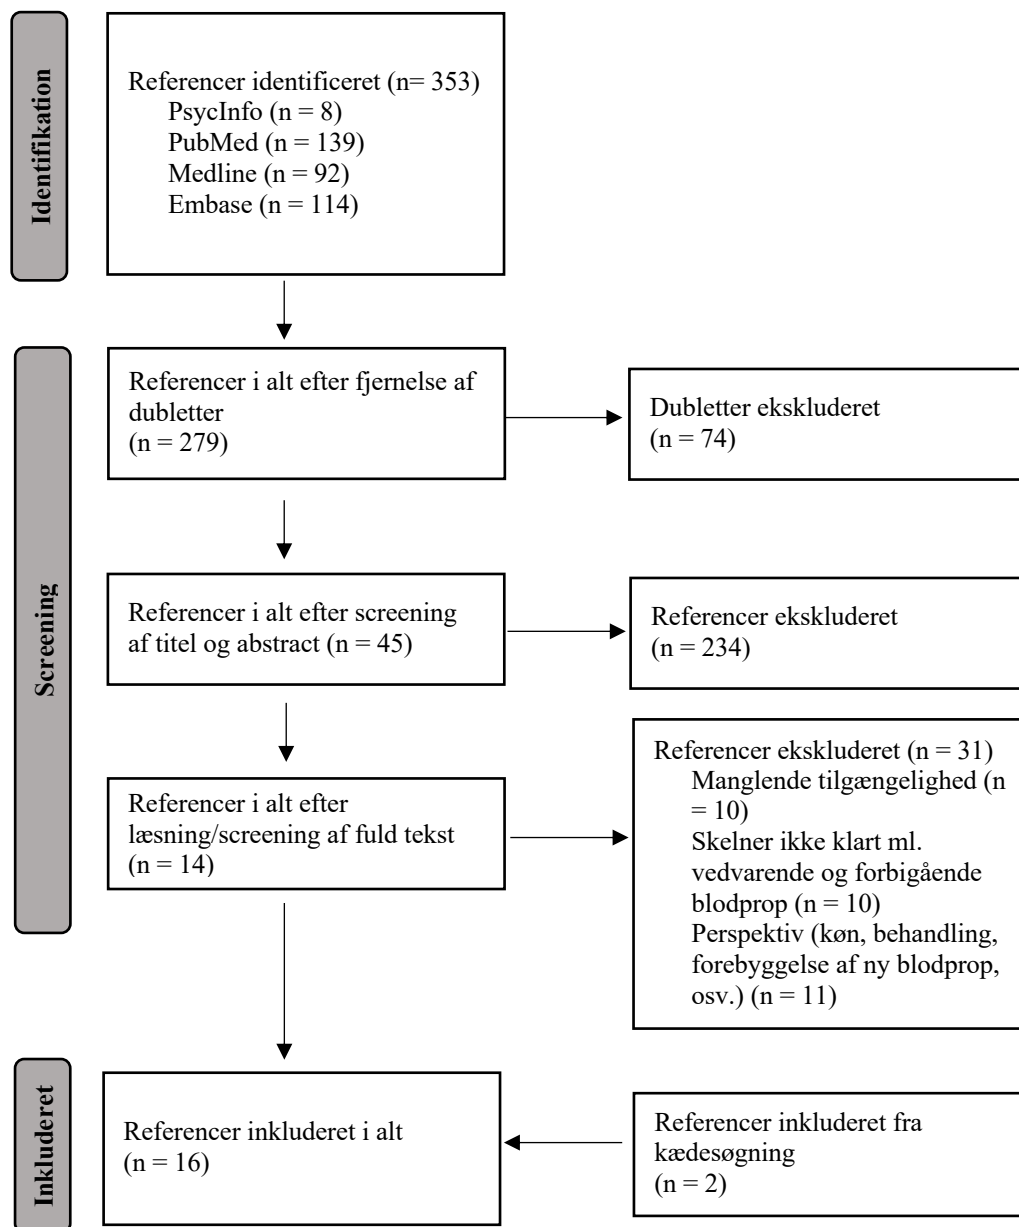 Identifikation
Referencer identificeret (n= 353)
PsycInfo (n = 8)
PubMed (n = 139)
Medline (n = 92)
Embase (n = 114)
Screening
Referencer i alt efter fjernelse af
dubletter
(n = 279)
Dubletter ekskluderet
(n = 74)
Referencer i alt efter screening
af titel og abstract (n = 45)
Referencer ekskluderet
(n = 234)
Referencer i alt efter
læsning/screening af fuld tekst
(n = 14)
Referencer ekskluderet (n = 31)
Manglende tilgængelighed (n
= 10)
Skelner ikke klart ml.
vedvarende og forbigående
blodprop (n = 10)
Perspektiv (køn, behandling,
forebyggelse af ny blodprop,
osv.) (n = 11)
Inkluderet
Referencer inkluderet i alt
(n = 16)
Referencer inkluderet fra
kædesøgning
(n = 2)